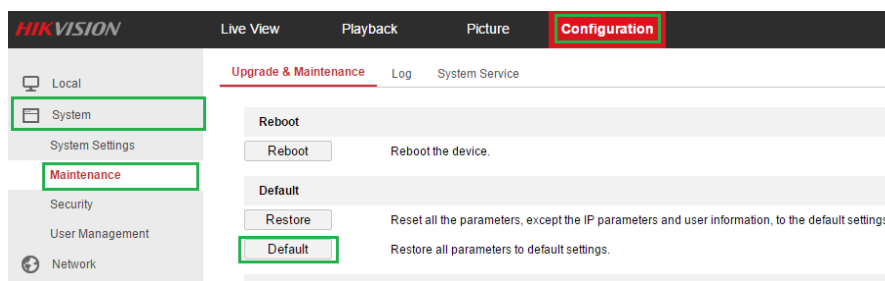 HIKVISION Live View Playback Picture Configuration
Upgrade & Maintenance Log System Service
Local
System
System Settings
Maintenance
Security
User Management
Network
Reboot
Reboot Reboot the device.
Default
Restore Reset all the parameters, except the IP parameters and user information, to the default settings
Default Restore all parameters to default settings.